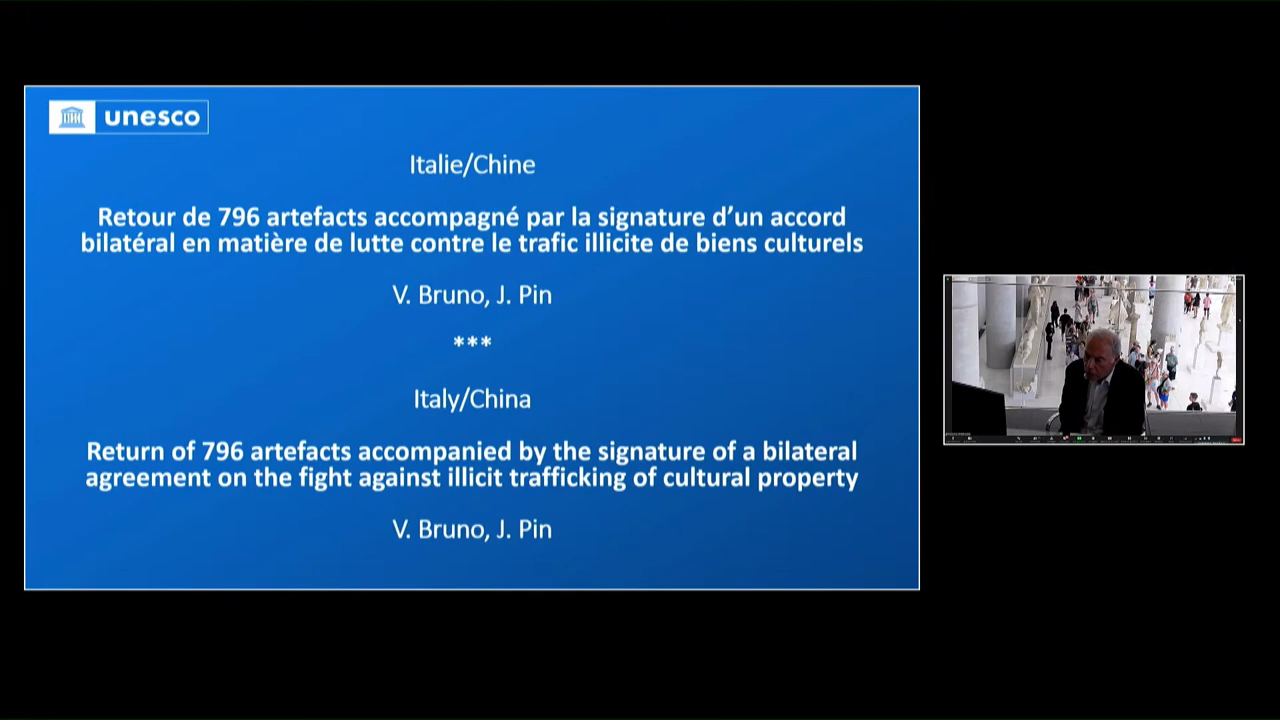 unesco
Italie/Chine
Retour de 796 artefacts accompagné par la signature d’un accord
bilatéral en matière de lutte contre le trafic illicite de biens culturels
V. Bruno, J. Pin
***
Italy/China
Return of 796 artefacts accompanied by the signature of a bilateral
agreement on the fight against illicit trafficking of cultural property
V. Bruno, J. Pin